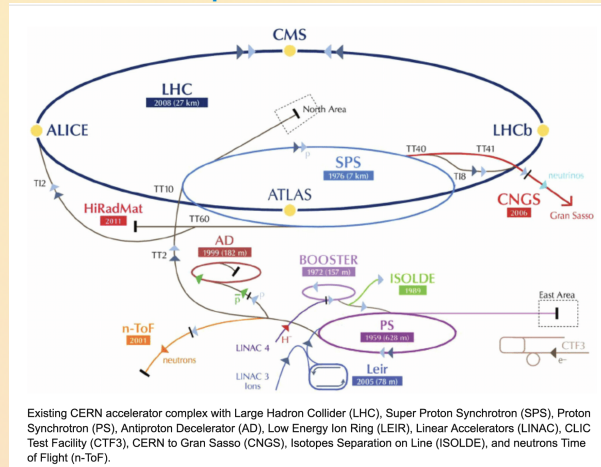 CMS
LHC
2008 (27 km)
North Area
ALICE
LHCb
TT40
TT41
SPS
1976 (7 km)
neutrinos
TI2
TT10
TI8
ATLAS
CNGS
2006
Gran Sasso
HiRadMat
2011
TT60
AD
1999 (182 m)
TT2
BOOSTER
1972 (157 m)
ISOLDE
1989
p
p
p
East Area
n-ToF
2001
PS
1959 (628 m)
LINAC 4
H-
neutrons
CTF3
e-
LINAC 3
Ions
Leir
2005 (78 m)
Existing CERN accelerator complex with Large Hadron Collider (LHC), Super Proton Synchrotron (SPS), Proton
Synchrotron (PS), Antiproton Decelerator (AD), Low Energy Ion Ring (LEIR), Linear Accelerators (LINAC), CLIC
Test Facility (CTF3), CERN to Gran Sasso (CNGS), Isotopes Separation on Line (ISOLDE), and neutrons Time
of Flight (n-ToF).